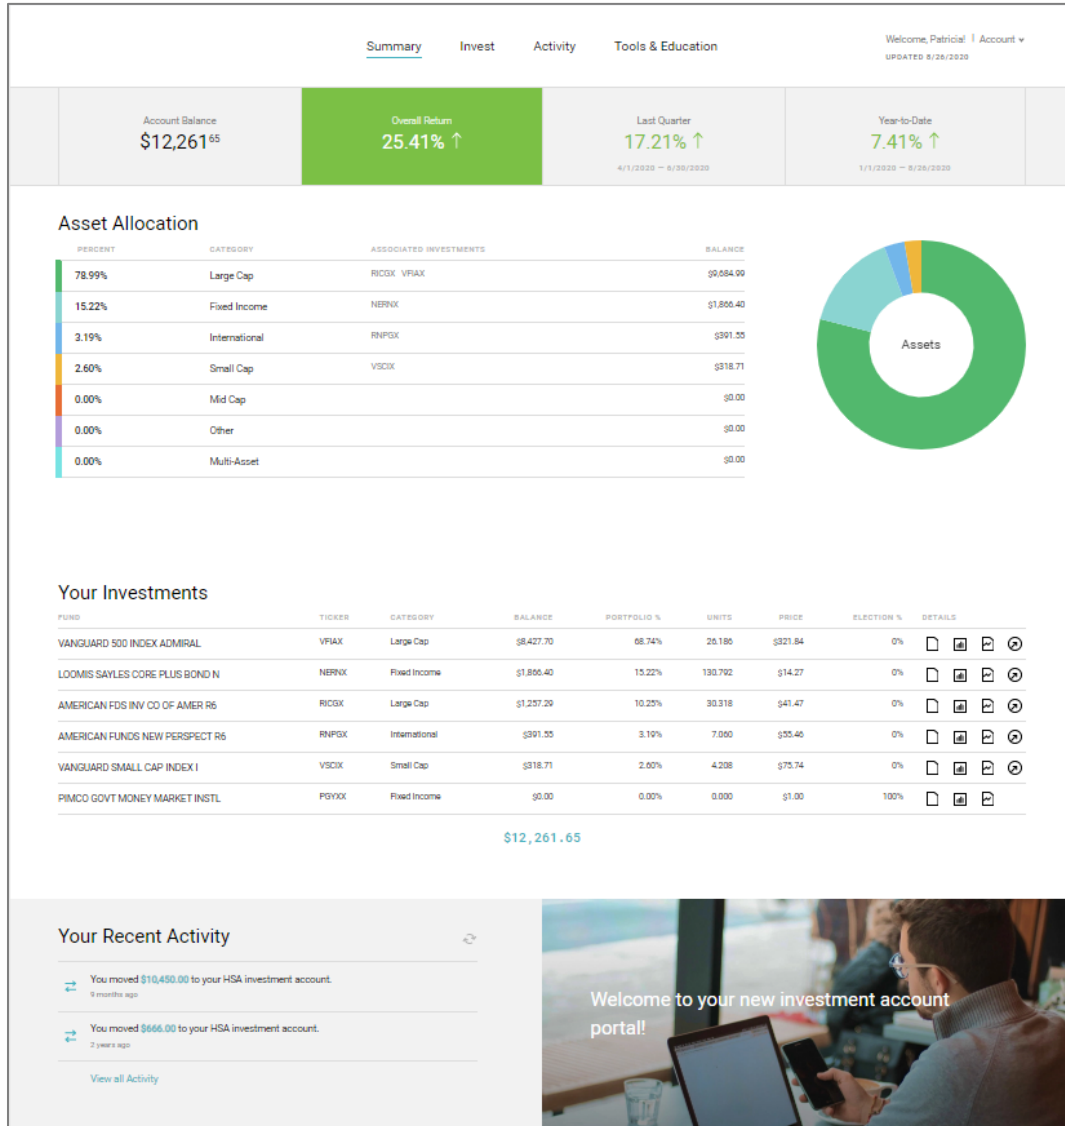 Summary Invest Activity Tools & Education Welcome, Patricia! | Account
UPDATED 8/26/2020
Account Balance
$12,261.65
Overall Return
25.41% ↑
Last Quarter
17.21% ↑
4/1/2020 — 6/30/2020
Year-to-Date
7.41% ↑
1/1/2020 — 8/26/2020
Asset Allocation
PERCENT CATEGORY ASSOCIATED INVESTMENTS BALANCE
78.99% Large Cap RICGX VFIAX $9,684.99
15.22% Fixed Income NERNX $1,866.40
3.19% International RNPGX $391.55
2.60% Small Cap VSCIX $318.71
0.00% Mid Cap $0.00
0.00% Other $0.00
0.00% Multi-Asset $0.00
Assets
Your Investments
FUND TICKER CATEGORY BALANCE PORTFOLIO % UNITS PRICE ELECTION % DETAILS
VANGUARD 500 INDEX ADMIRAL VFIAX Large Cap $8,427.70 68.74% 26.186 $321.84 0%
LOOMIS SAYLES CORE PLUS BOND N NERNX Fixed Income $1,866.40 15.22% 130.792 $14.27 0%
AMERICAN FDS INV CO OF AMER R6 RICGX Large Cap $1,257.29 10.25% 30.318 $41.47 0%
AMERICAN FUNDS NEW PERSPECT R6 RNPGX International $391.55 3.19% 7.060 $55.46 0%
VANGUARD SMALL CAP INDEX I VSCIX Small Cap $318.71 2.60% 4.208 $75.74 0%
PIMCO GOVT MONEY MARKET INSTL PGYXX Fixed Income $0.00 0.00% 0.000 $1.00 100%
$12,261.65
Your Recent Activity
You moved $10,450.00 to your HSA investment account.
9 months ago
You moved $666.00 to your HSA investment account.
2 years ago
View all Activity
Welcome to your new investment account
portal!